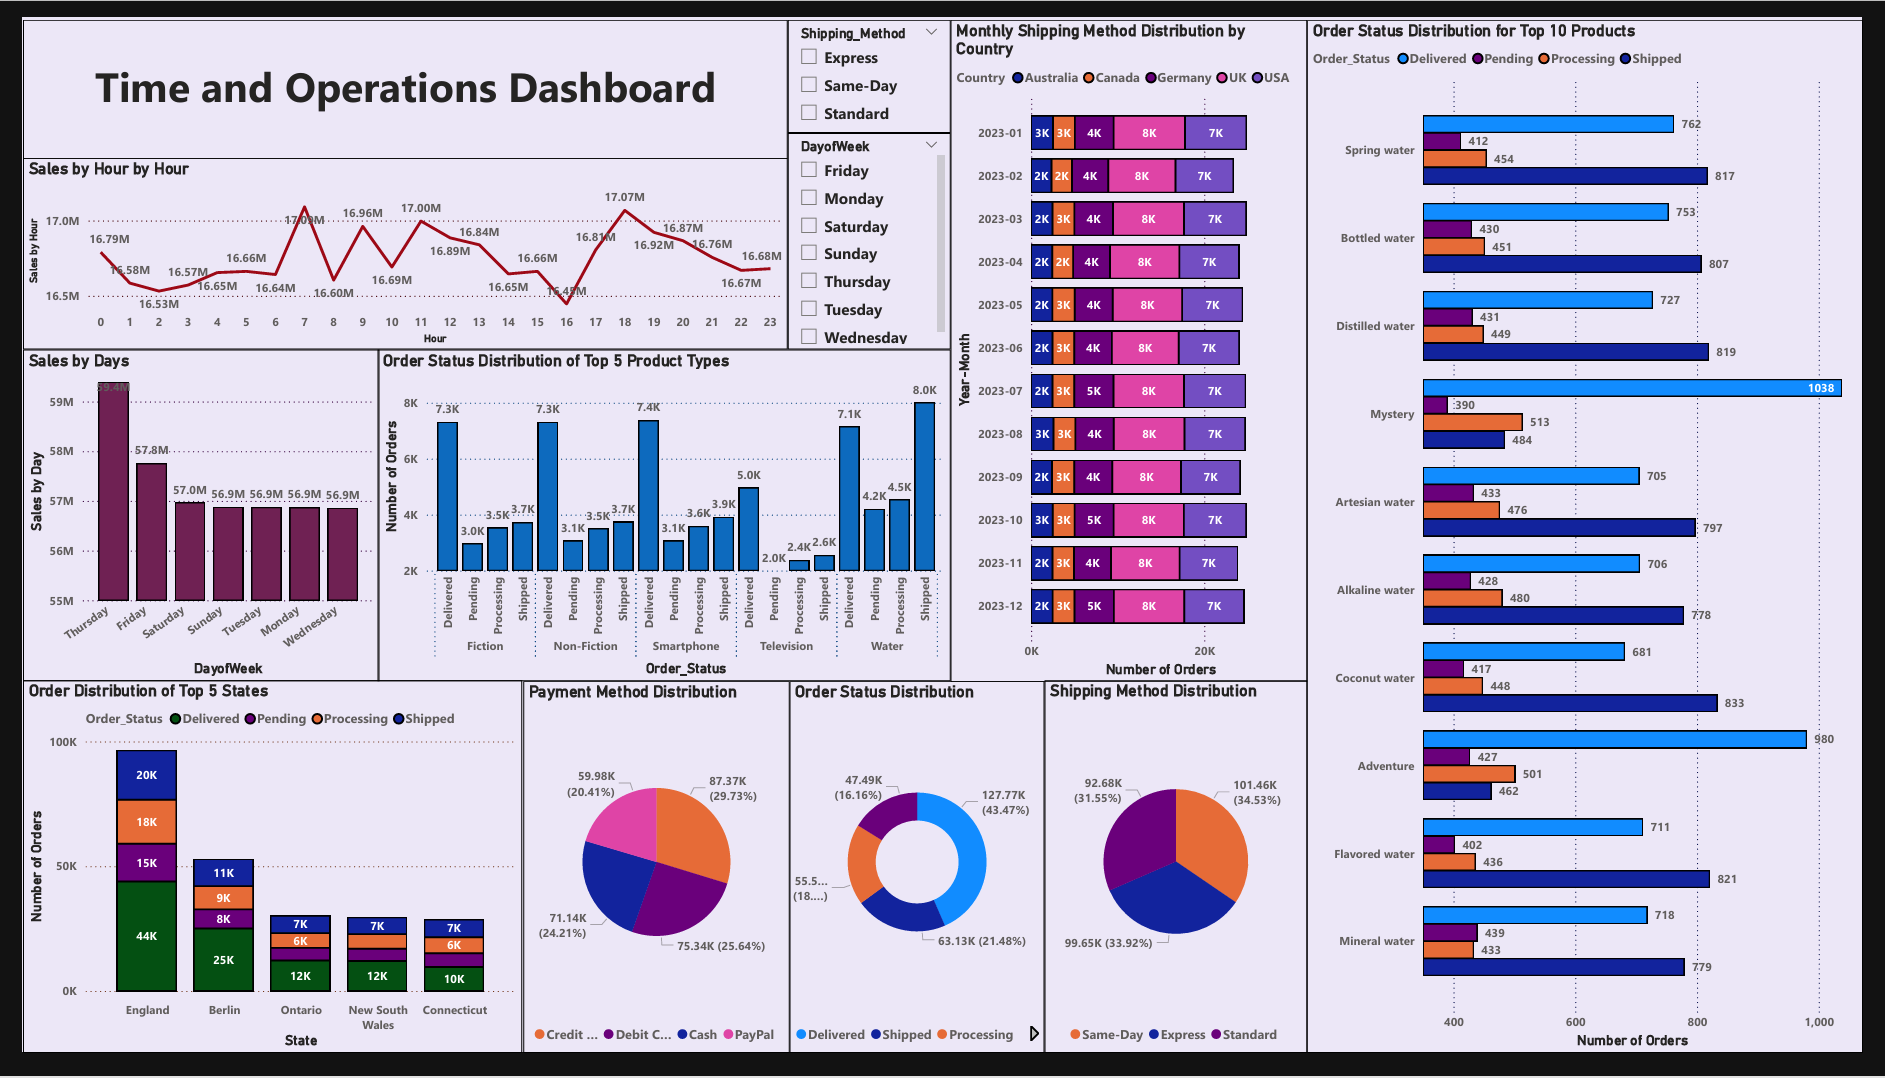 Time and Operations Dashboard
Shipping_Method
Express
Same-Day
Standard
DayofWeek
Friday
Monday
Saturday
Sunday
Thursday
Tuesday
Wednesday
Sales by Hour by Hour
Sales by Hour
17.0M
16.5M
16.79M
16.58M
16.53M
16.57M
16.65M
16.66M
16.64M
17.09M
16.60M
16.96M
16.69M
17.00M
16.89M
16.84M
16.65M
16.66M
16.45M
16.81M
17.07M
16.92M
16.87M
16.76M
16.67M
16.68M
0 1 2 3 4 5 6 7 8 9 10 11 12 13 14 15 16 17 18 19 20 21 22 23
Hour
Sales by Days
Sales by Day
59M
58M
57M
56M
55M
59.4M
57.8M
57.0M
56.9M
56.9M
56.9M
56.9M
Thursday
Friday
Saturday
Sunday
Tuesday
Monday
Wednesday
DayofWeek
Order Status Distribution of Top 5 Product Types
Number of Orders
8K
6K
4K
2K
7.3K
3.0K
3.5K
3.7K
7.3K
3.1K
3.5K
3.7K
7.4K
3.1K
3.6K
3.9K
5.0K
2.0K
2.4K
2.6K
7.1K
4.2K
4.5K
8.0K
Delivered Pending Processing Shipped
Delivered Pending Processing Shipped
Delivered Pending Processing Shipped
Delivered Pending Processing Shipped
Delivered Pending Processing Shipped
Fiction Non-Fiction Smartphone Television Water
Order_Status
Monthly Shipping Method Distribution by
Country
Country Australia Canada Germany UK USA
Year-Month
2023-01 3K 3K 4K 8K 7K
2023-02 2K 2K 4K 8K 7K
2023-03 2K 3K 4K 8K 7K
2023-04 2K 2K 4K 8K 7K
2023-05 2K 3K 4K 8K 7K
2023-06 2K 3K 4K 8K 7K
2023-07 2K 3K 5K 8K 7K
2023-08 3K 3K 4K 8K 7K
2023-09 2K 3K 4K 8K 7K
2023-10 3K 3K 5K 8K 7K
2023-11 2K 3K 4K 8K 7K
2023-12 2K 3K 5K 8K 7K
0K 20K
Number of Orders
Order Status Distribution for Top 10 Products
Order_Status Delivered Pending Processing Shipped
Spring water
762
412
454
817
Bottled water
753
430
451
807
Distilled water
727
431
449
819
Mystery
1038
390
513
484
Artesian water
705
433
476
797
Alkaline water
706
428
480
778
Coconut water
681
417
448
833
Adventure
980
427
501
462
Flavored water
711
402
436
821
Mineral water
718
439
433
779
400 600 800 1,000
Number of Orders
Order Distribution of Top 5 States
Order_Status Delivered Pending Processing Shipped
Number of Orders
100K
50K
0K
20K
18K
15K
44K
11K
9K
8K
25K
7K
6K
12K
7K
12K
7K
6K
10K
England
Berlin
Ontario
New South
Wales
Connecticut
State
Payment Method Distribution
59.98K
(20.41%)
87.37K
(29.73%)
71.14K
(24.21%)
75.34K (25.64%)
Credit ... Debit C... Cash PayPal
Order Status Distribution
47.49K
(16.16%)
127.77K
(43.47%)
55.5...
(18....)
63.13K (21.48%)
Delivered Shipped Processing
Shipping Method Distribution
92.68K
(31.55%)
101.46K
(34.53%)
99.65K (33.92%)
Same-Day Express Standard